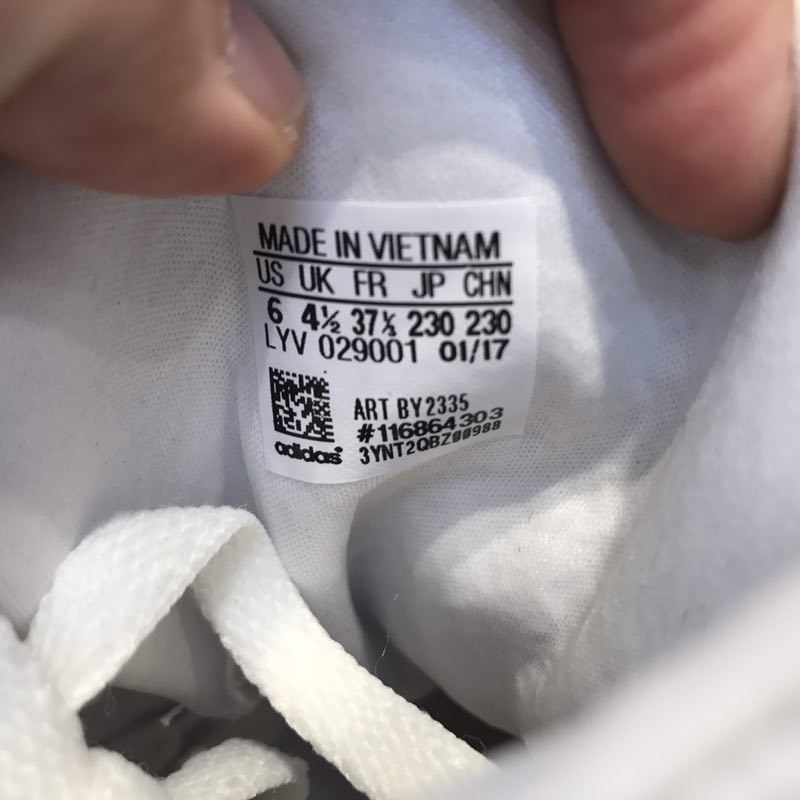 MADE IN VIETNAM
US UK FR JP CHN
6 4½ 37⅓ 230 230
LYV 029001 01/17
ART BY2335
#116864303
3YNT2QBZ00988
adidas